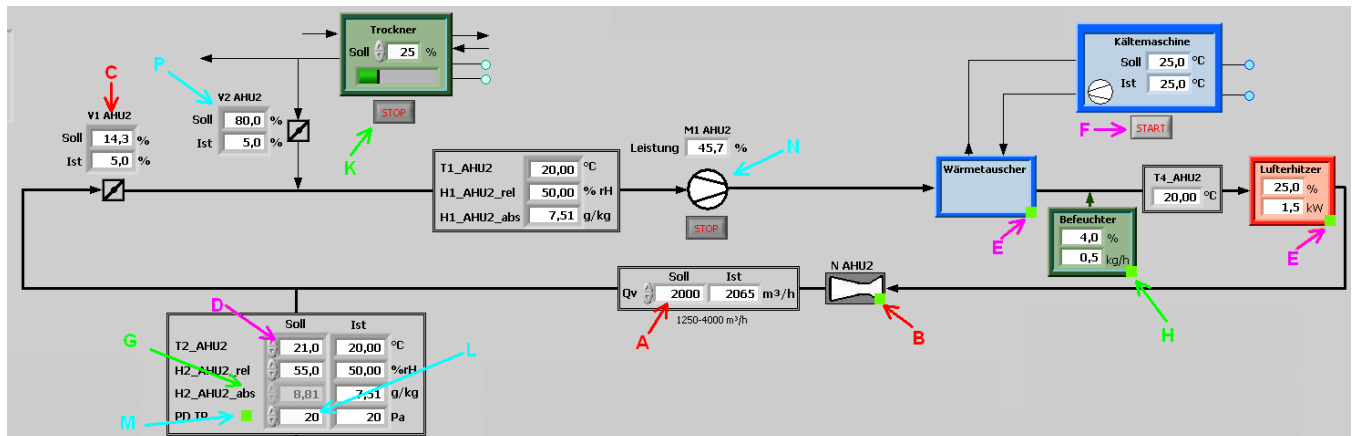 Trockner
Soll 25 %
STOP
K
P
C
V1 AHU2
Soll 14,3 %
Ist 5,0 %
V2 AHU2
Soll 80,0 %
Ist 5,0 %
T1_AHU2 20,00 °C
H1_AHU2_rel 50,00 % rH
H1_AHU2_abs 7,51 g/kg
M1 AHU2
Leistung 45,7 %
N
STOP
Kältemaschine
Soll 25,0 °C
Ist 25,0 °C
F
START
Wärmetauscher
E
Befeuchter
4,0 %
0,5 kg/h
H
T4_AHU2
20,00 °C
Lufterhitzer
25,0 %
1,5 kW
E
N AHU2
B
Soll Ist
Qv 2000 2065 m³/h
1250-4000 m³/h
A
D
G
L
M
Soll Ist
T2_AHU2 21,0 20,00 °C
H2_AHU2_rel 55,0 50,00 %rH
H2_AHU2_abs 8,81 7,51 g/kg
PD TP 20 20 Pa